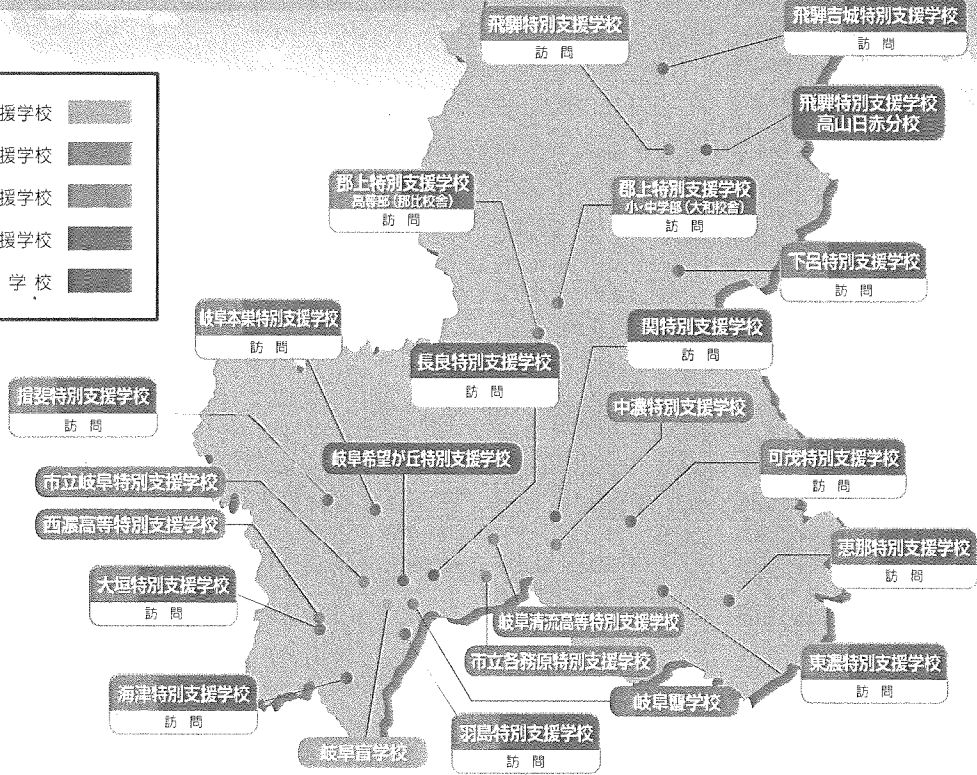 飛騨特別支援学校
訪 問
飛騨吉城特別支援学校
訪 問
援学校
援学校
援学校
援学校
学 校
飛騨特別支援学校
高山日赤分校
郡上特別支援学校
高等部(那比校舎)
訪 問
郡上特別支援学校
小・中学部(大和校舎)
訪 問
下呂特別支援学校
訪 問
岐阜本巣特別支援学校
訪 問
長良特別支援学校
訪 問
関特別支援学校
訪 問
揖斐特別支援学校
訪 問
中濃特別支援学校
岐阜希望が丘特別支援学校
可茂特別支援学校
訪 問
市立岐阜特別支援学校
西濃高等特別支援学校
恵那特別支援学校
訪 問
大垣特別支援学校
訪 問
岐阜清流高等特別支援学校
市立各務原特別支援学校
東濃特別支援学校
訪 問
海津特別支援学校
訪 問
岐阜聾学校
羽島特別支援学校
訪 問
岐阜盲学校